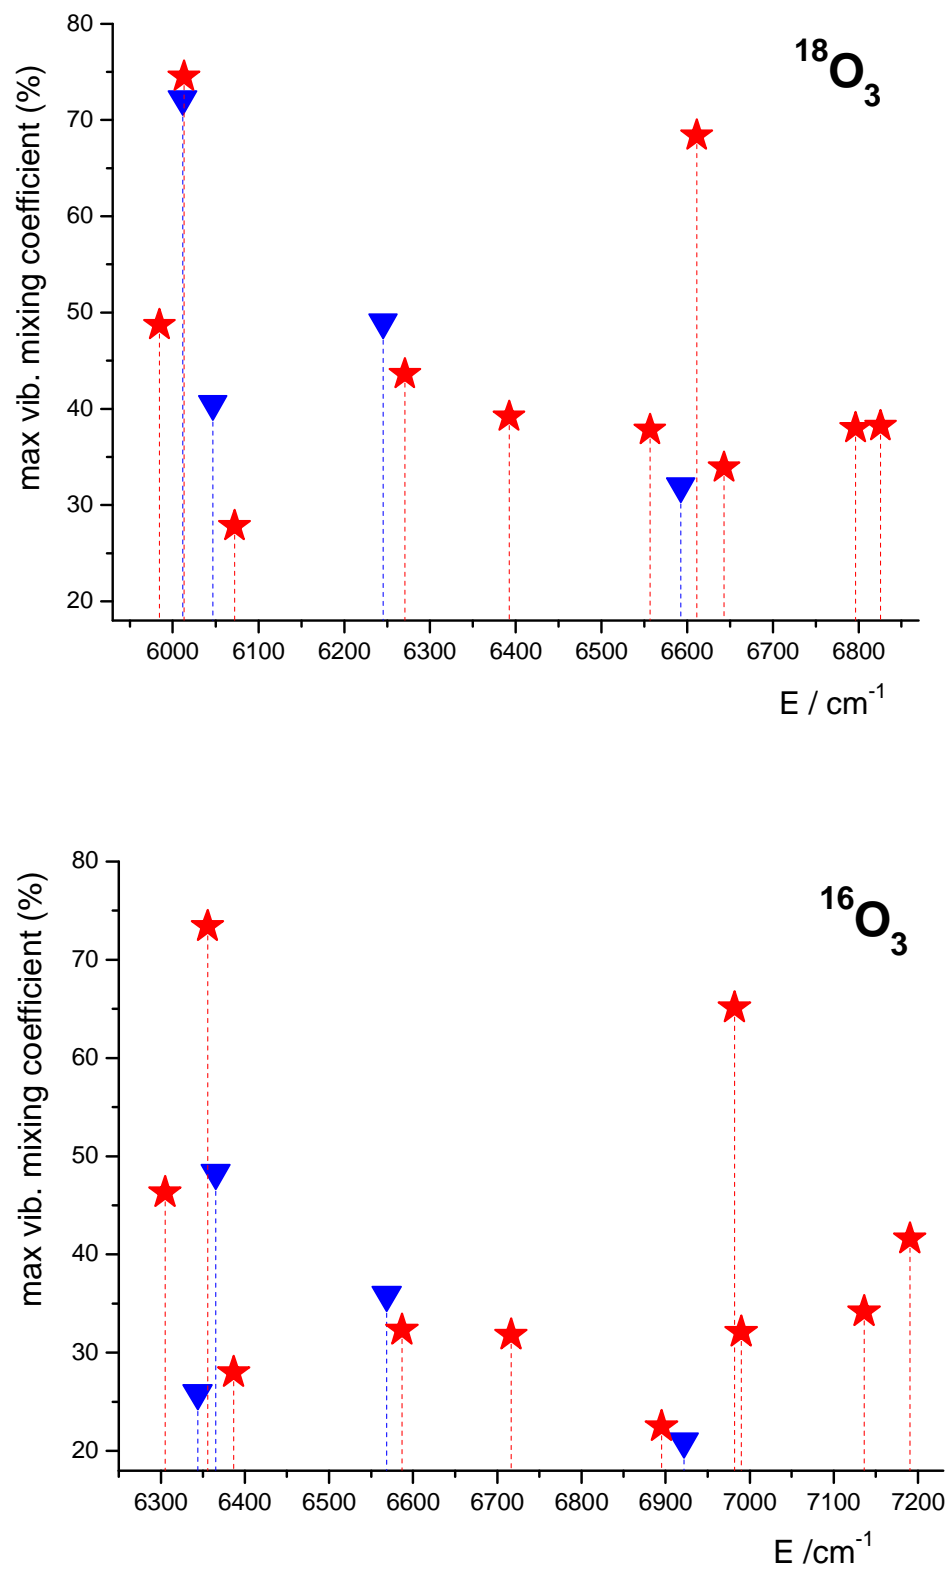 80
70
60
50
40
30
20
max vib. mixing coefficient (%)
¹⁸O₃
6000 6100 6200 6300 6400 6500 6600 6700 6800
E / cm⁻¹
80
70
60
50
40
30
20
max vib. mixing coefficient (%)
¹⁶O₃
6300 6400 6500 6600 6700 6800 6900 7000 7100 7200
E /cm⁻¹